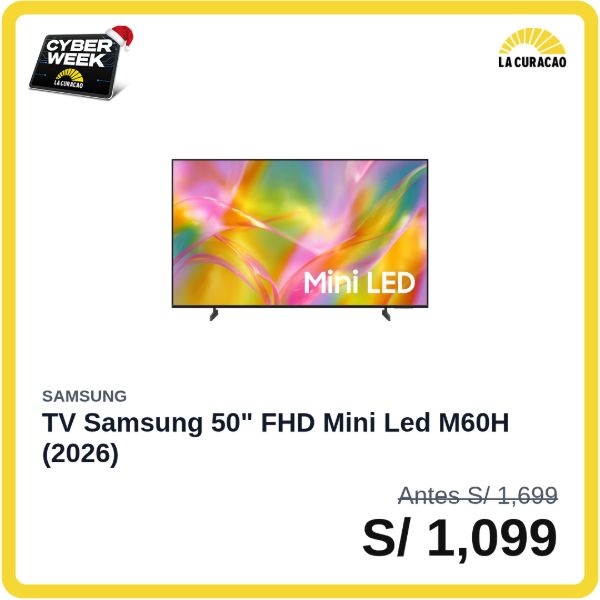 CYBER
WEEK
LA CURACAO
LA CURACAO
Mini LED
SAMSUNG
TV Samsung 50" FHD Mini Led M60H
(2026)
Antes S/ 1,699
S/ 1,099